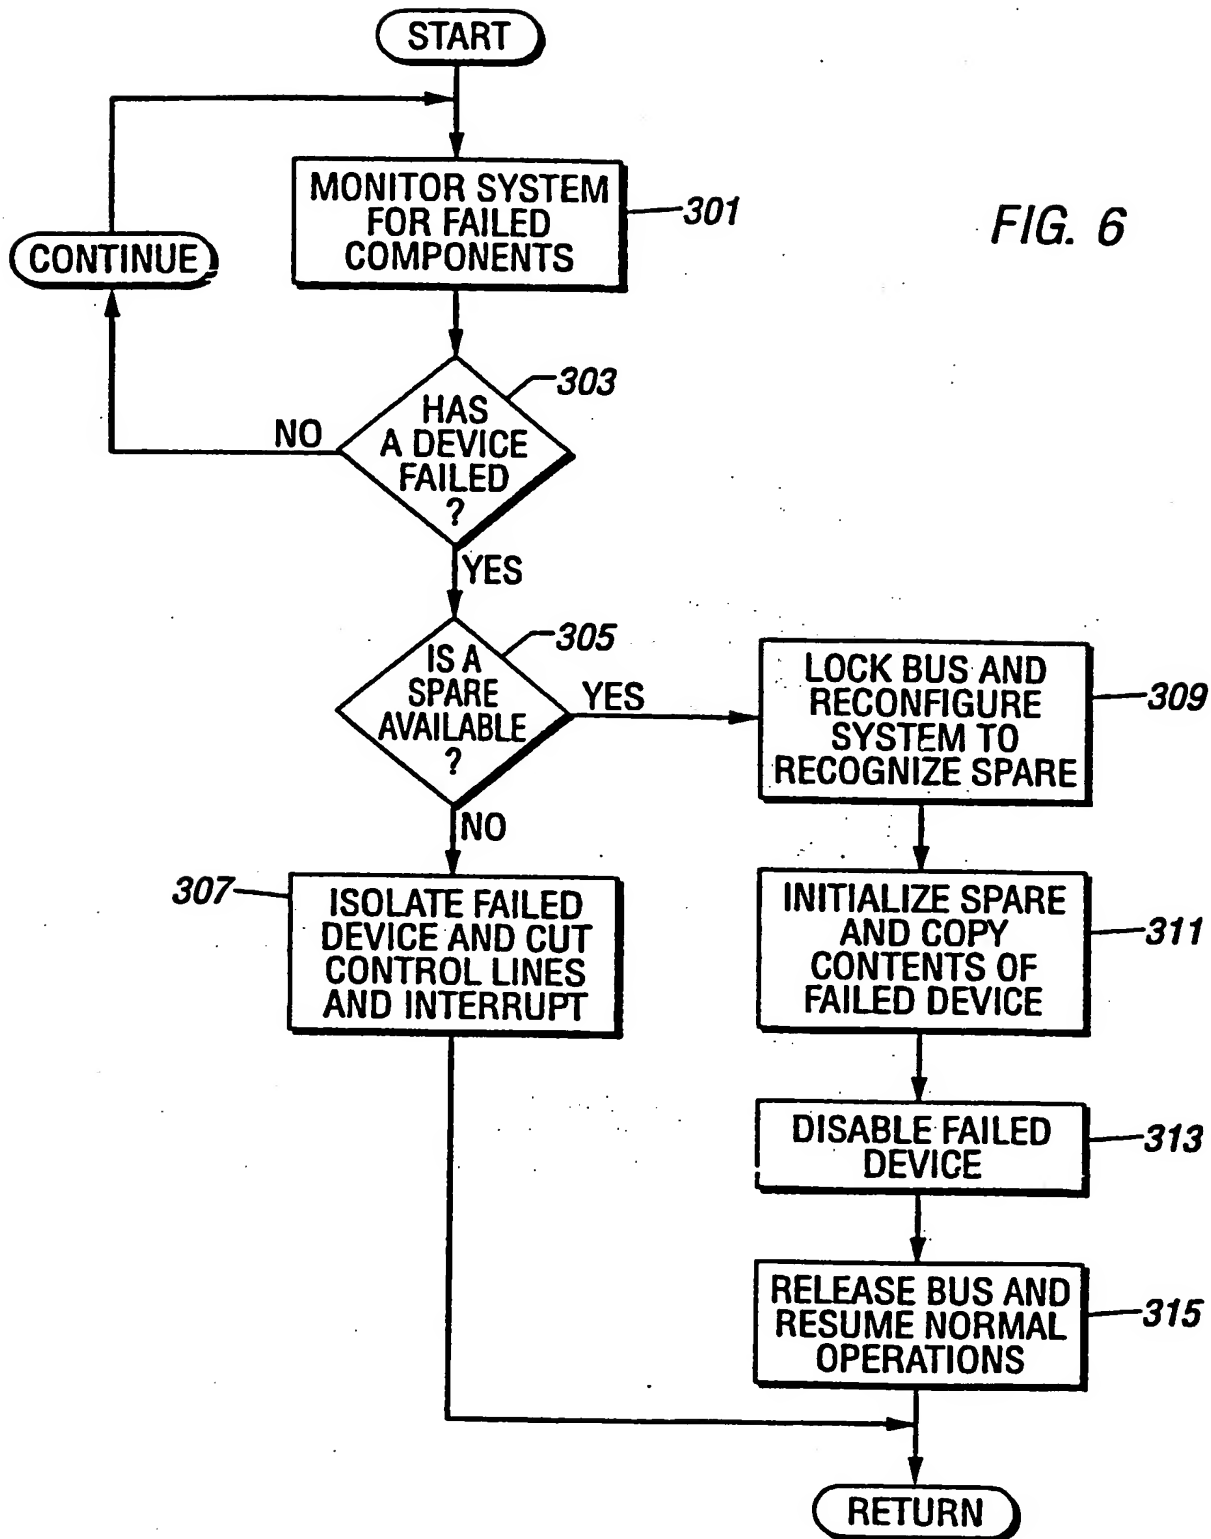 START
MONITOR SYSTEM
FOR FAILED
COMPONENTS
301
FIG. 6
CONTINUE
303
HAS
A DEVICE
FAILED
?
NO
YES
305
IS A
SPARE
AVAILABLE
?
YES
NO
LOCK BUS AND
RECONFIGURE
SYSTEM TO
RECOGNIZE SPARE
309
307
ISOLATE FAILED
DEVICE AND CUT
CONTROL LINES
AND INTERRUPT
INITIALIZE SPARE
AND COPY
CONTENTS OF
FAILED DEVICE
311
DISABLE FAILED
DEVICE
313
RELEASE BUS AND
RESUME NORMAL
OPERATIONS
315
RETURN